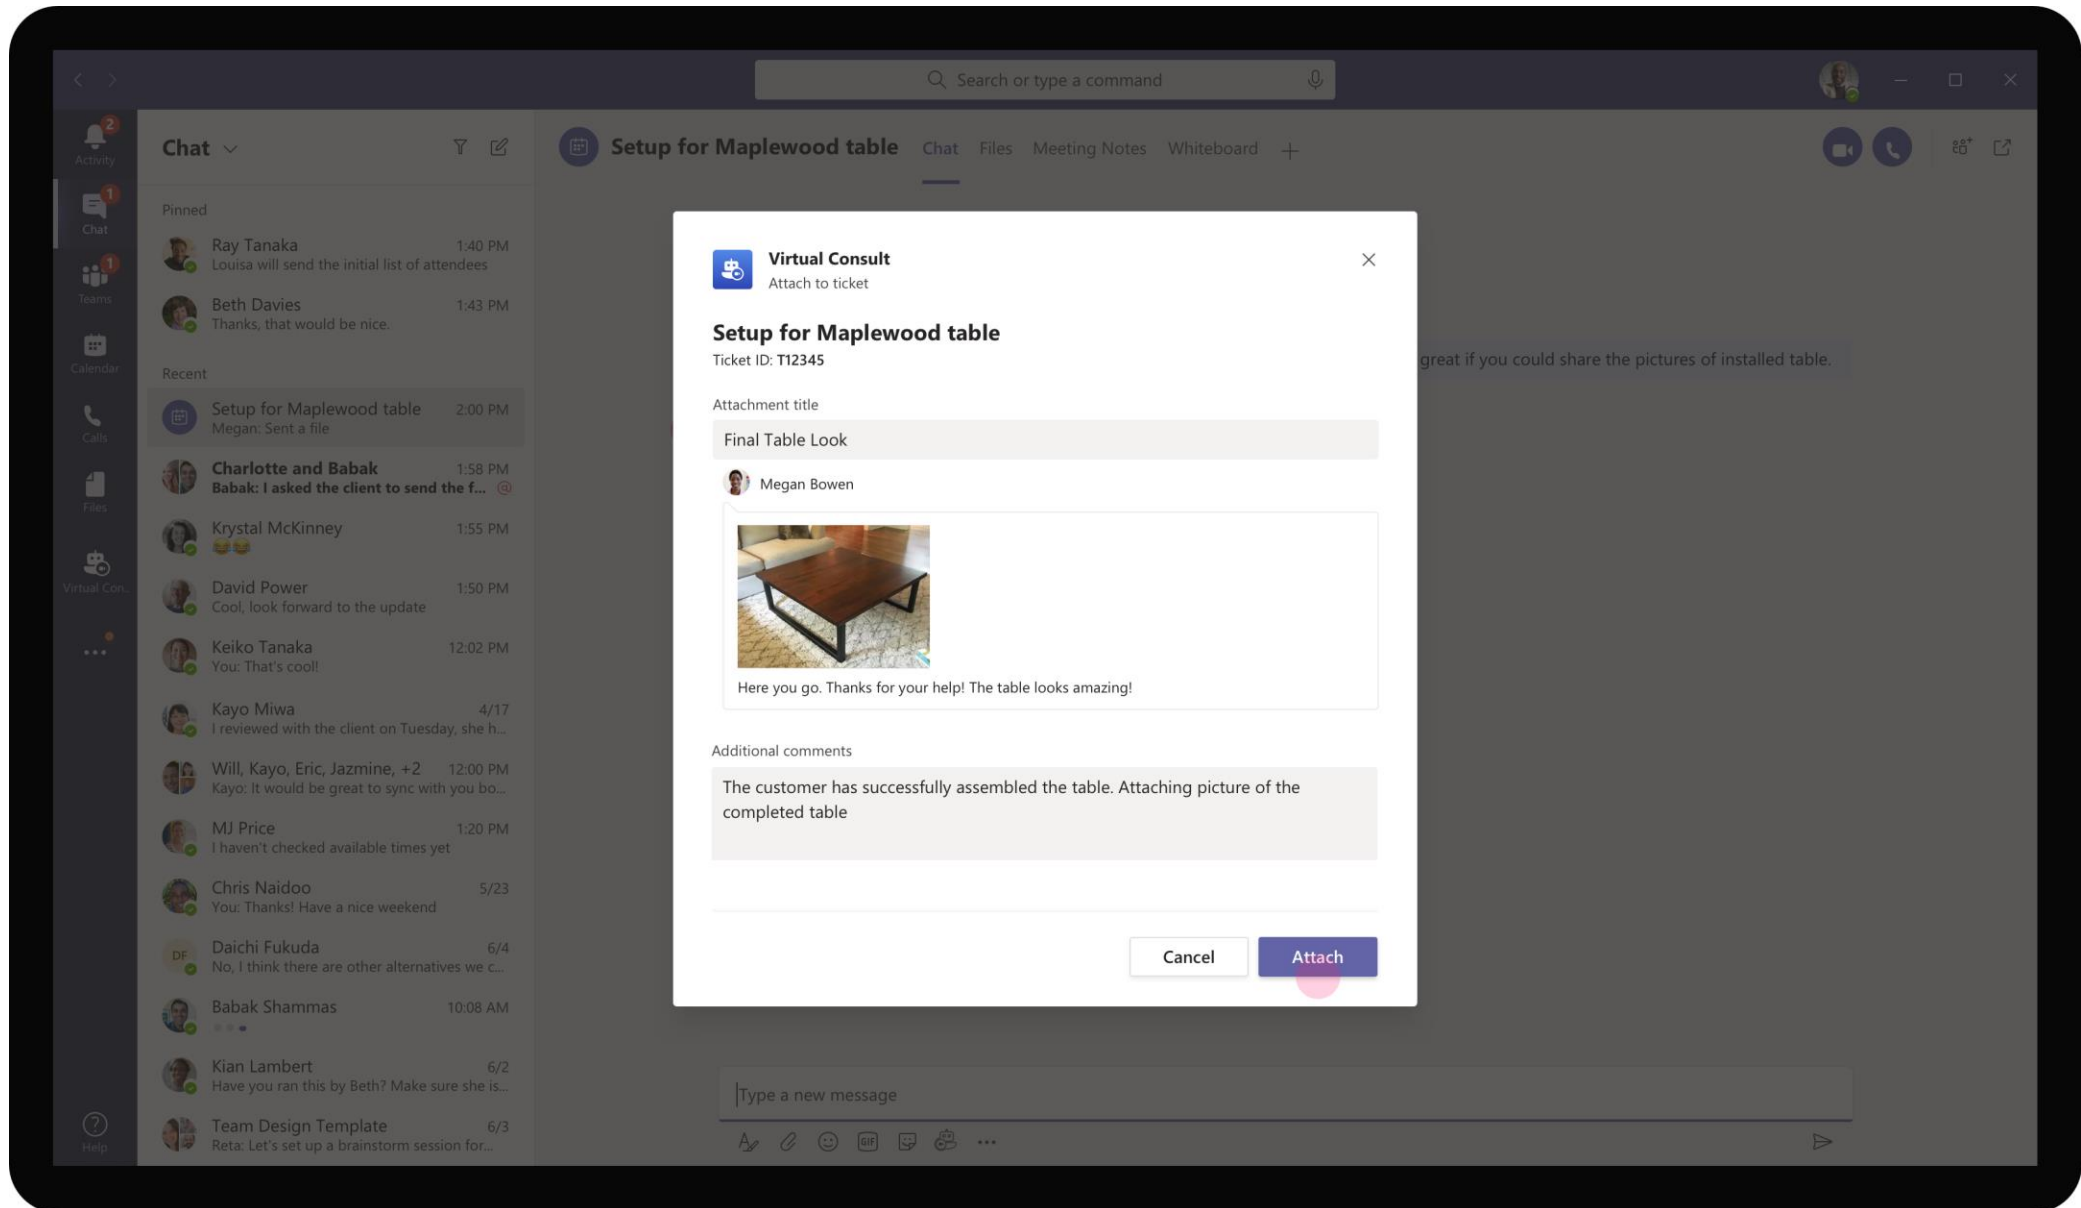 Search or type a command
2
Activity
1
Chat
1
Teams
Calendar
Calls
Files
Virtual Con...
Help
Chat
Pinned
Ray Tanaka 1:40 PM
Louisa will send the initial list of attendees
Beth Davies 1:43 PM
Thanks, that would be nice.
Recent
Setup for Maplewood table 2:00 PM
Megan: Sent a file
Charlotte and Babak 1:58 PM
Babak: I asked the client to send the f... @
Krystal McKinney 1:55 PM
😂😂
David Power 1:50 PM
Cool, look forward to the update
Keiko Tanaka 12:02 PM
You: That's cool!
Kayo Miwa 4/17
I reviewed with the client on Tuesday, she h...
Will, Kayo, Eric, Jazmine, +2 12:00 PM
Kayo: It would be great to sync with you bo...
MJ Price 1:20 PM
I haven't checked available times yet
Chris Naidoo 5/23
You: Thanks! Have a nice weekend
DF
Daichi Fukuda 6/4
No, I think there are other alternatives we c...
Babak Shammas 10:08 AM
Kian Lambert 6/2
Have you ran this by Beth? Make sure she is...
Team Design Template 6/3
Reta: Let's set up a brainstorm session for...
Setup for Maplewood table Chat Files Meeting Notes Whiteboard
great if you could share the pictures of installed table.
Virtual Consult
Attach to ticket
Setup for Maplewood table
Ticket ID: T12345
Attachment title
Final Table Look
Megan Bowen
Here you go. Thanks for your help! The table looks amazing!
Additional comments
The customer has successfully assembled the table. Attaching picture of the
completed table
Cancel Attach
Type a new message
GIF